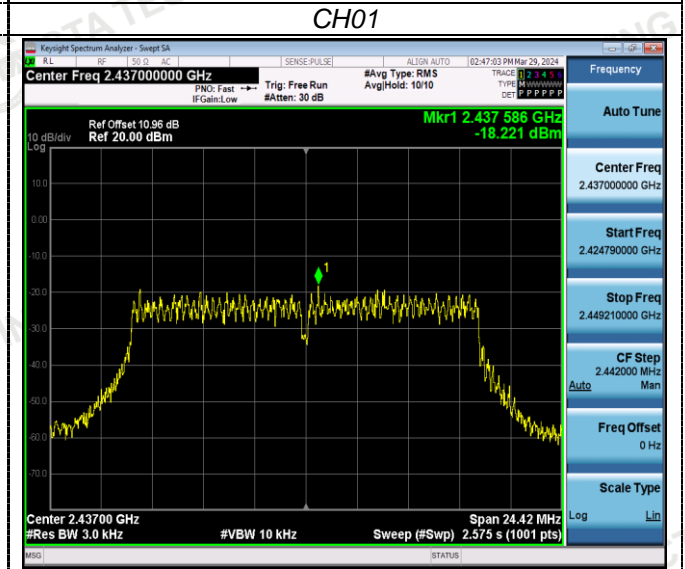 CH01
Keysight Spectrum Analyzer - Swept SA
RL RF 50 Ω AC SENSE:PULSE ALIGN AUTO 02:47:03 PM Mar 29, 2024
Center Freq 2.437000000 GHz
PNO: Fast
IFGain:Low
Trig: Free Run
#Atten: 30 dB
#Avg Type: RMS
Avg|Hold: 10/10
TRACE 1 2 3 4 5 6
TYPE M WWWWW
DET P P P P P P
Frequency
Auto Tune
Center Freq
2.437000000 GHz
Start Freq
2.424790000 GHz
Stop Freq
2.449210000 GHz
CF Step
2.442000 MHz
Auto Man
Freq Offset
0 Hz
Scale Type
Log Lin
Ref Offset 10.96 dB
Ref 20.00 dBm
10 dB/div
Log
Mkr1 2.437 586 GHz
-18.221 dBm
10.0
0.00
-10.0
1
-20.0
-30.0
-40.0
-50.0
-60.0
-70.0
Center 2.43700 GHz
#Res BW 3.0 kHz
#VBW 10 kHz
Span 24.42 MHz
Sweep (#Swp) 2.575 s (1001 pts)
MSG STATUS